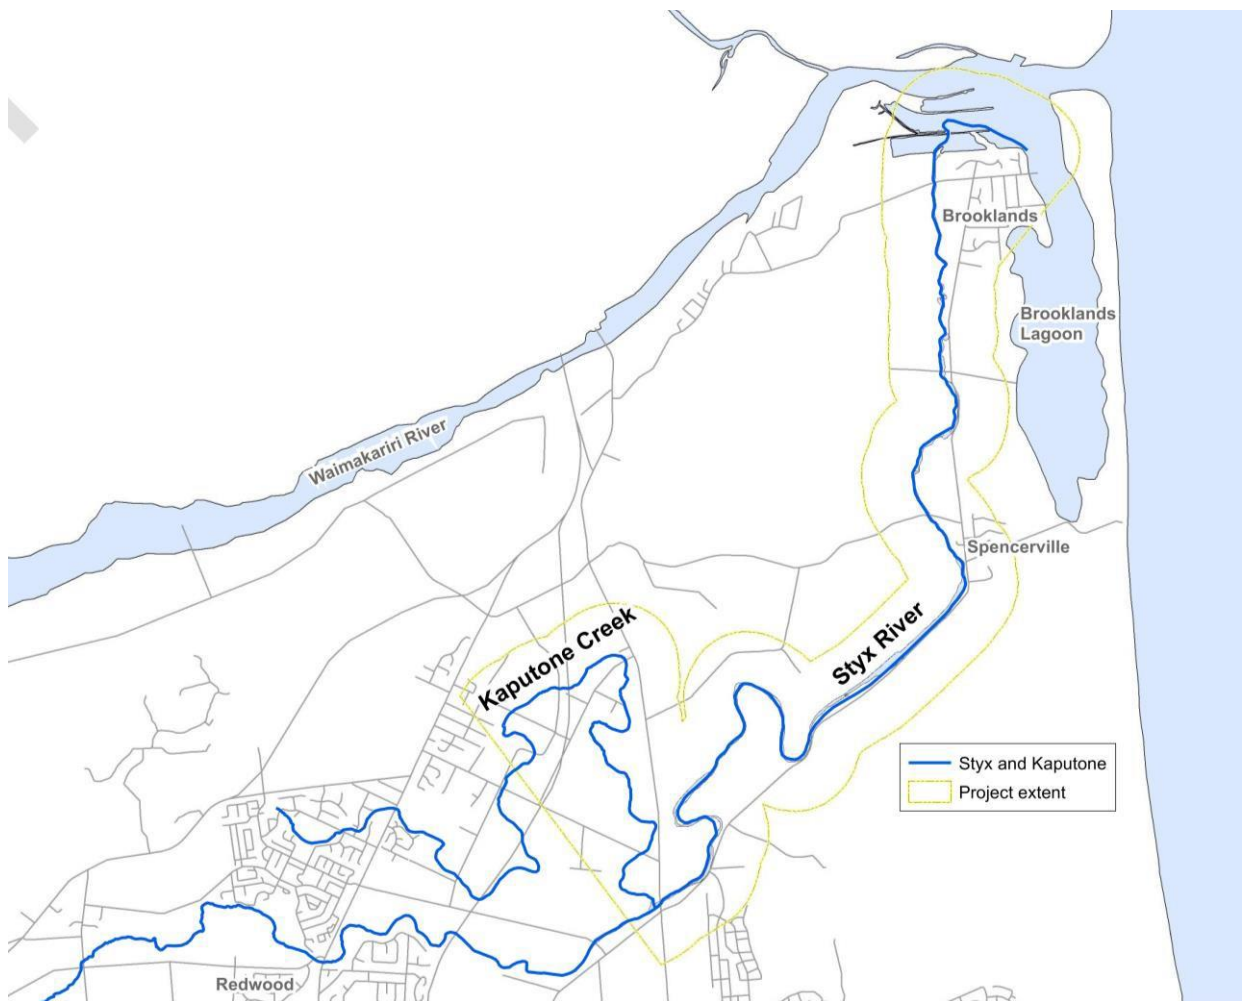 Brooklands
Brooklands
Lagoon
Waimakariri River
Spencerville
Kaputone Creek
Styx River
Styx and Kaputone
Project extent
Redwood